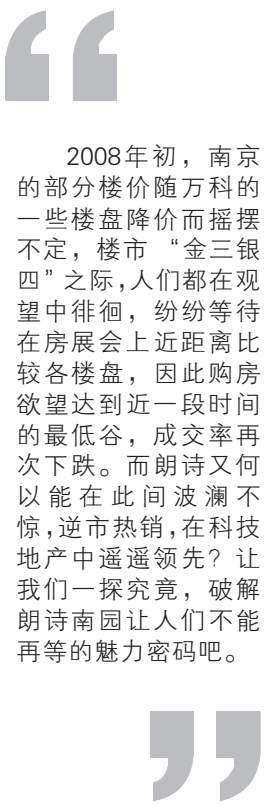 2008年初，南京
的部分楼价随万科的
一些楼盘降价而摇摆
不定，楼市“金三银
四”之际，人们都在观
望中徘徊，纷纷等待
在房展会上近距离比
较各楼盘，因此购房
欲望达到近一段时间
的最低谷，成交率再
次下跌。而朗诗又何
以能在此间波澜不
惊，逆市热销，在科技
地产中遥遥领先？让
我们一探究竟，破解
朗诗南园让人们不能
再等的魅力密码吧。